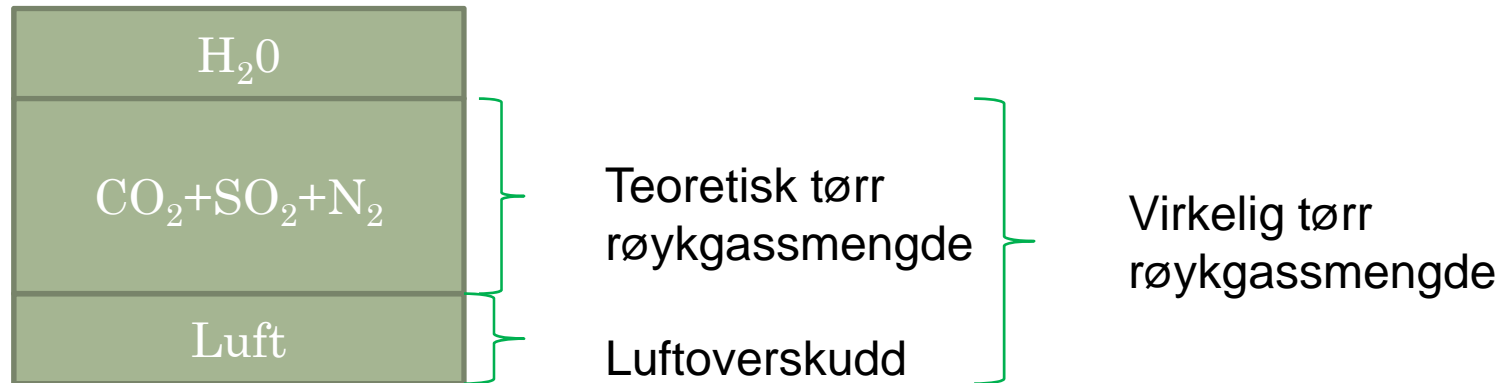 H₂0
CO₂+SO₂+N₂
Luft
Teoretisk tørr
røykgassmengde
Luftoverskudd
Virkelig tørr
røykgassmengde